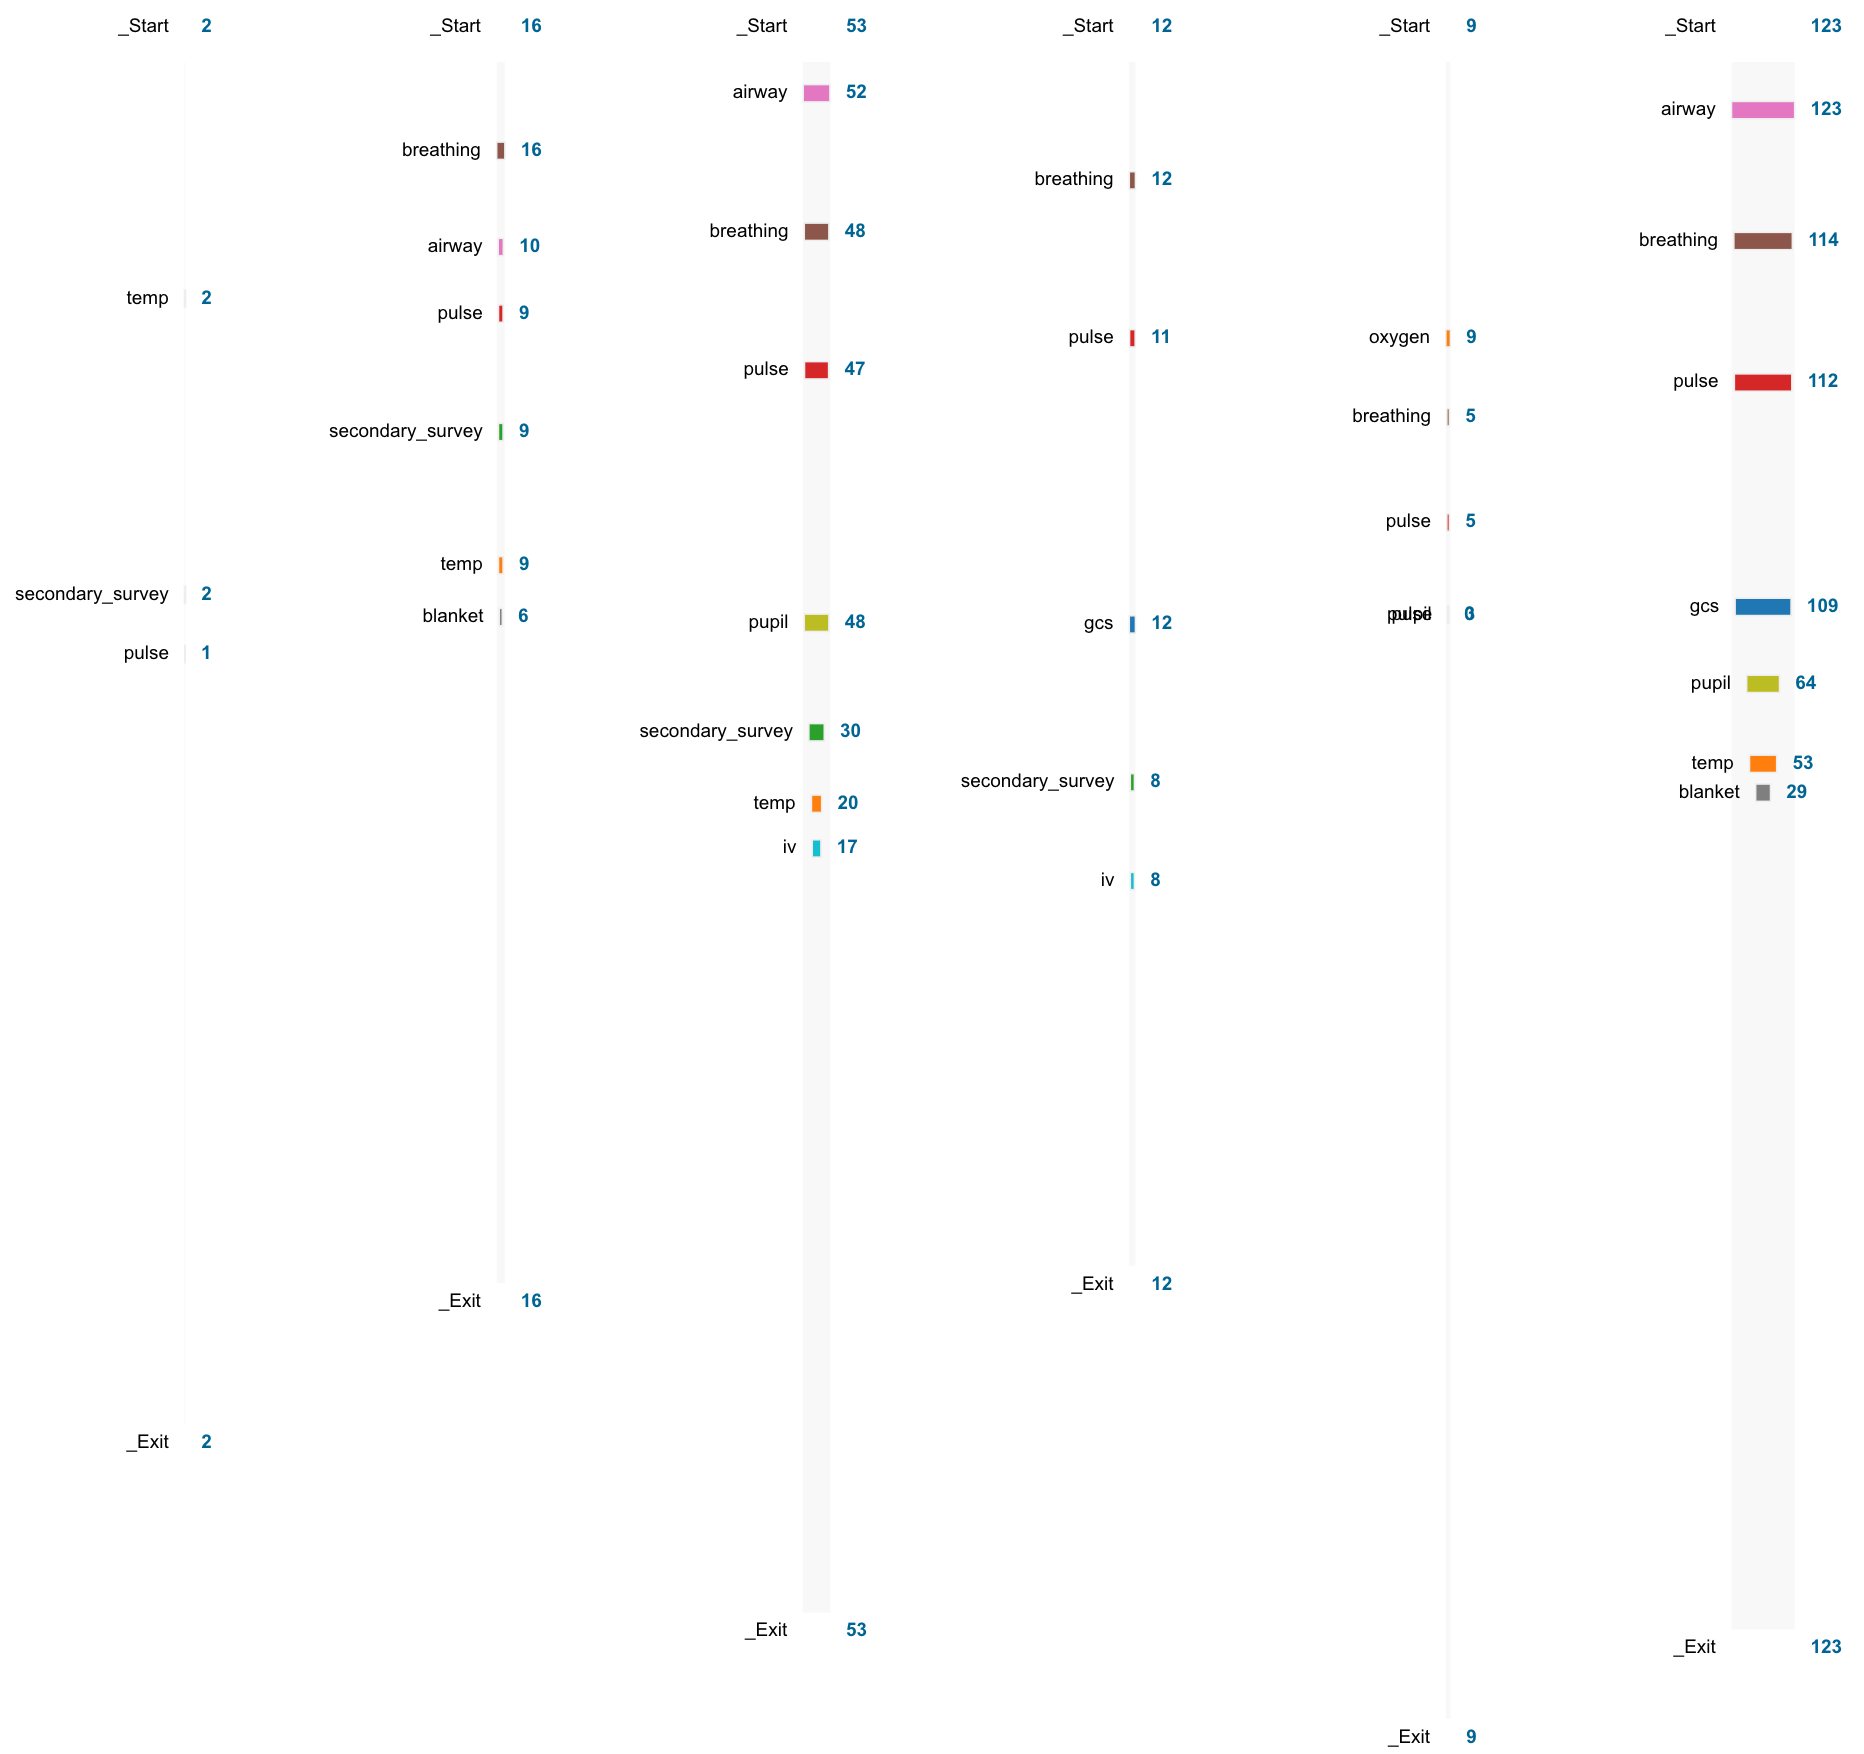 _Start 2
temp 2
secondary_survey 2
pulse 1
_Exit 2
_Start 16
breathing 16
airway 10
pulse 9
secondary_survey 9
temp 9
blanket 6
_Exit 16
_Start 53
airway 52
breathing 48
pulse 47
pupil 48
secondary_survey 30
temp 20
iv 17
_Exit 53
_Start 12
breathing 12
pulse 11
gcs 12
secondary_survey 8
iv 8
_Exit 12
_Start 9
oxygen 9
breathing 5
pulse 5
_Exit 9
_Start 123
airway 123
breathing 114
pulse 112
gcs 109
pupil 64
temp 53
blanket 29
_Exit 123